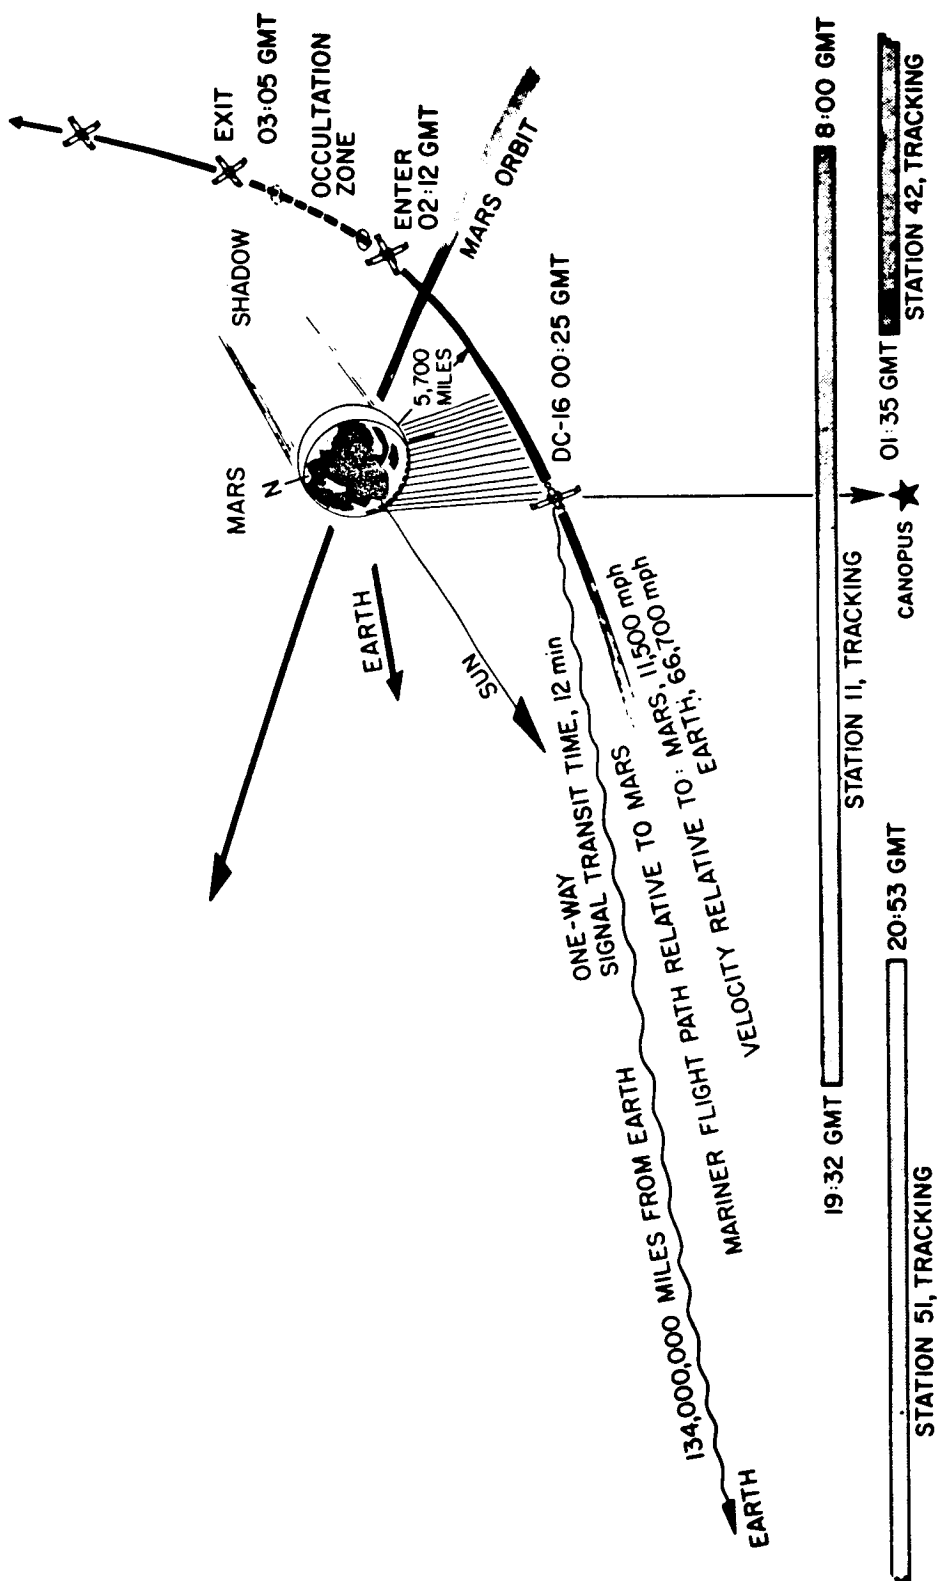 EXIT
03:05 GMT
OCCULTATION
ZONE
ENTER
02:12 GMT
SHADOW
MARS ORBIT
MARS
N
5,700
MILES
DC-16 00:25 GMT
EARTH
SUN
ONE-WAY
SIGNAL TRANSIT TIME, 12 min
134,000,000 MILES FROM EARTH
MARINER FLIGHT PATH RELATIVE TO MARS
VELOCITY RELATIVE TO: MARS, 11,500 mph
EARTH, 66,700 mph
EARTH
19:32 GMT
8:00 GMT
STATION 11, TRACKING
20:53 GMT
CANOPUS
01:35 GMT
STATION 51, TRACKING
STATION 42, TRACKING